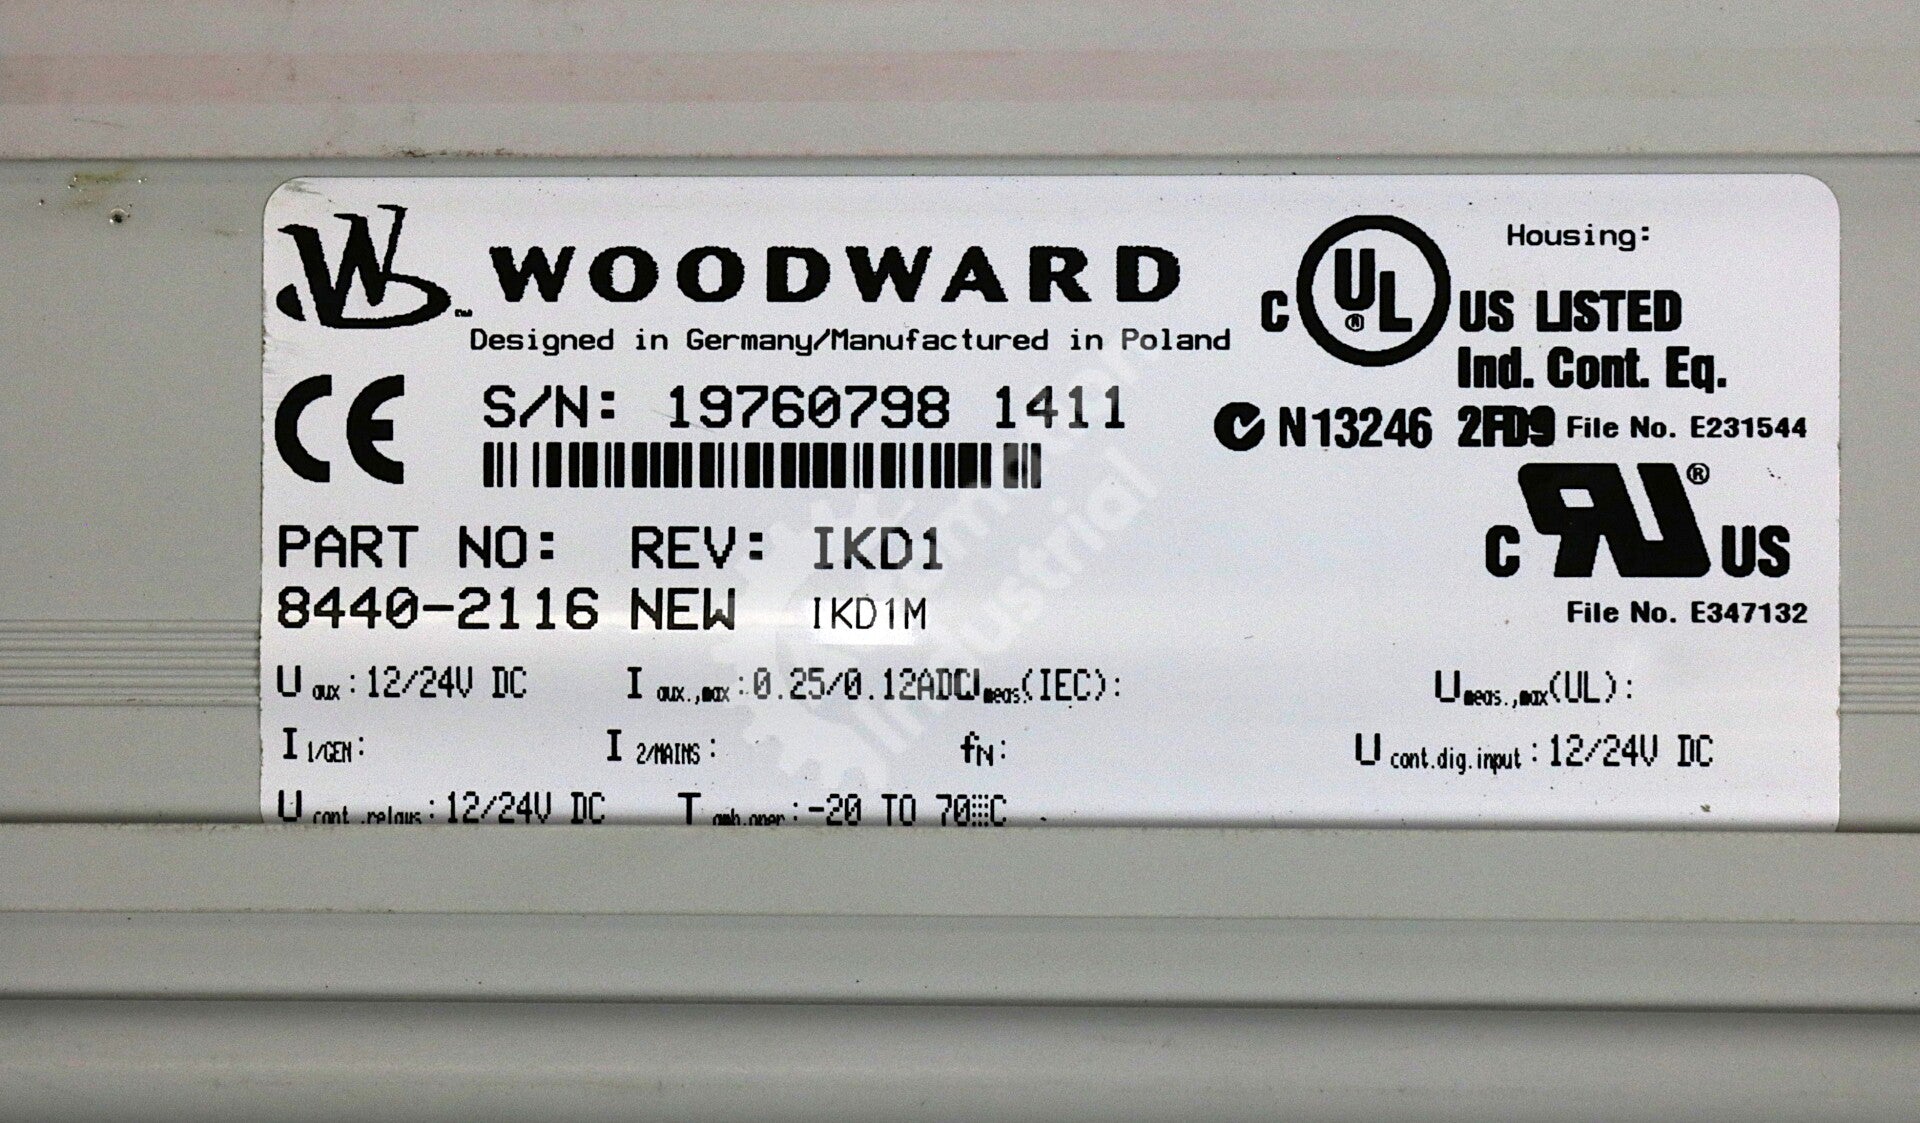 WOODWARD
Designed in Germany/Manufactured in Poland
S/N: 19760798 1411
PART NO: REV: IKD1
8440-2116 NEW IKD1M
Housing:
C UL ® US LISTED
Ind. Cont. Eq.
N13246 2FD9 File No. E231544
C RU ® US
File No. E347132
CE
U aux: 12/24V DC I aux.,max: 0.25/0.12ADC U meas(IEC): U meas.,max(UL):
I 1/GEN: I 2/MAINS: fN: U cont.dig.input: 12/24V DC
U cont.relays: 12/24V DC T amb.oper: -20 TO 70 C
Industrial